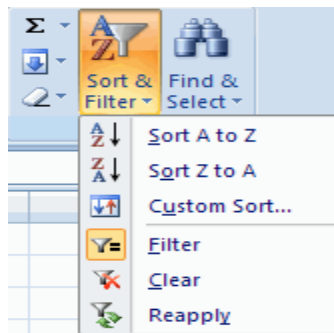 Σ
Sort &
Filter
Find &
Select
Sort A to Z
Sort Z to A
Custom Sort...
Filter
Clear
Reapply